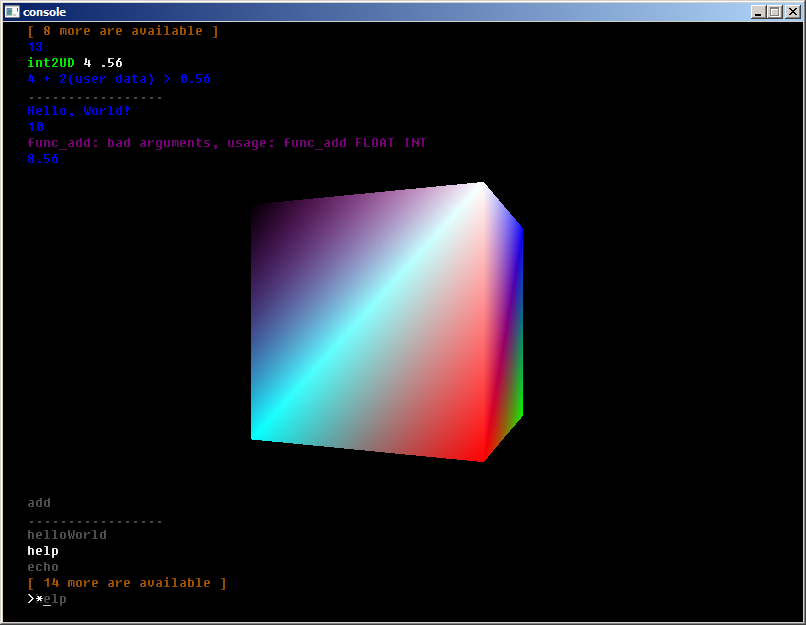 console
[ 8 more are available ]
18
int2UD 4 .56
4 + 2(user data) > 0.56
-----------------
Hello, World!
10
func_add: bad arguments, usage: func_add FLOAT INT
8.56
add
-----------------
helloWorld
help
echo
[ 14 more are available ]
>*_elp